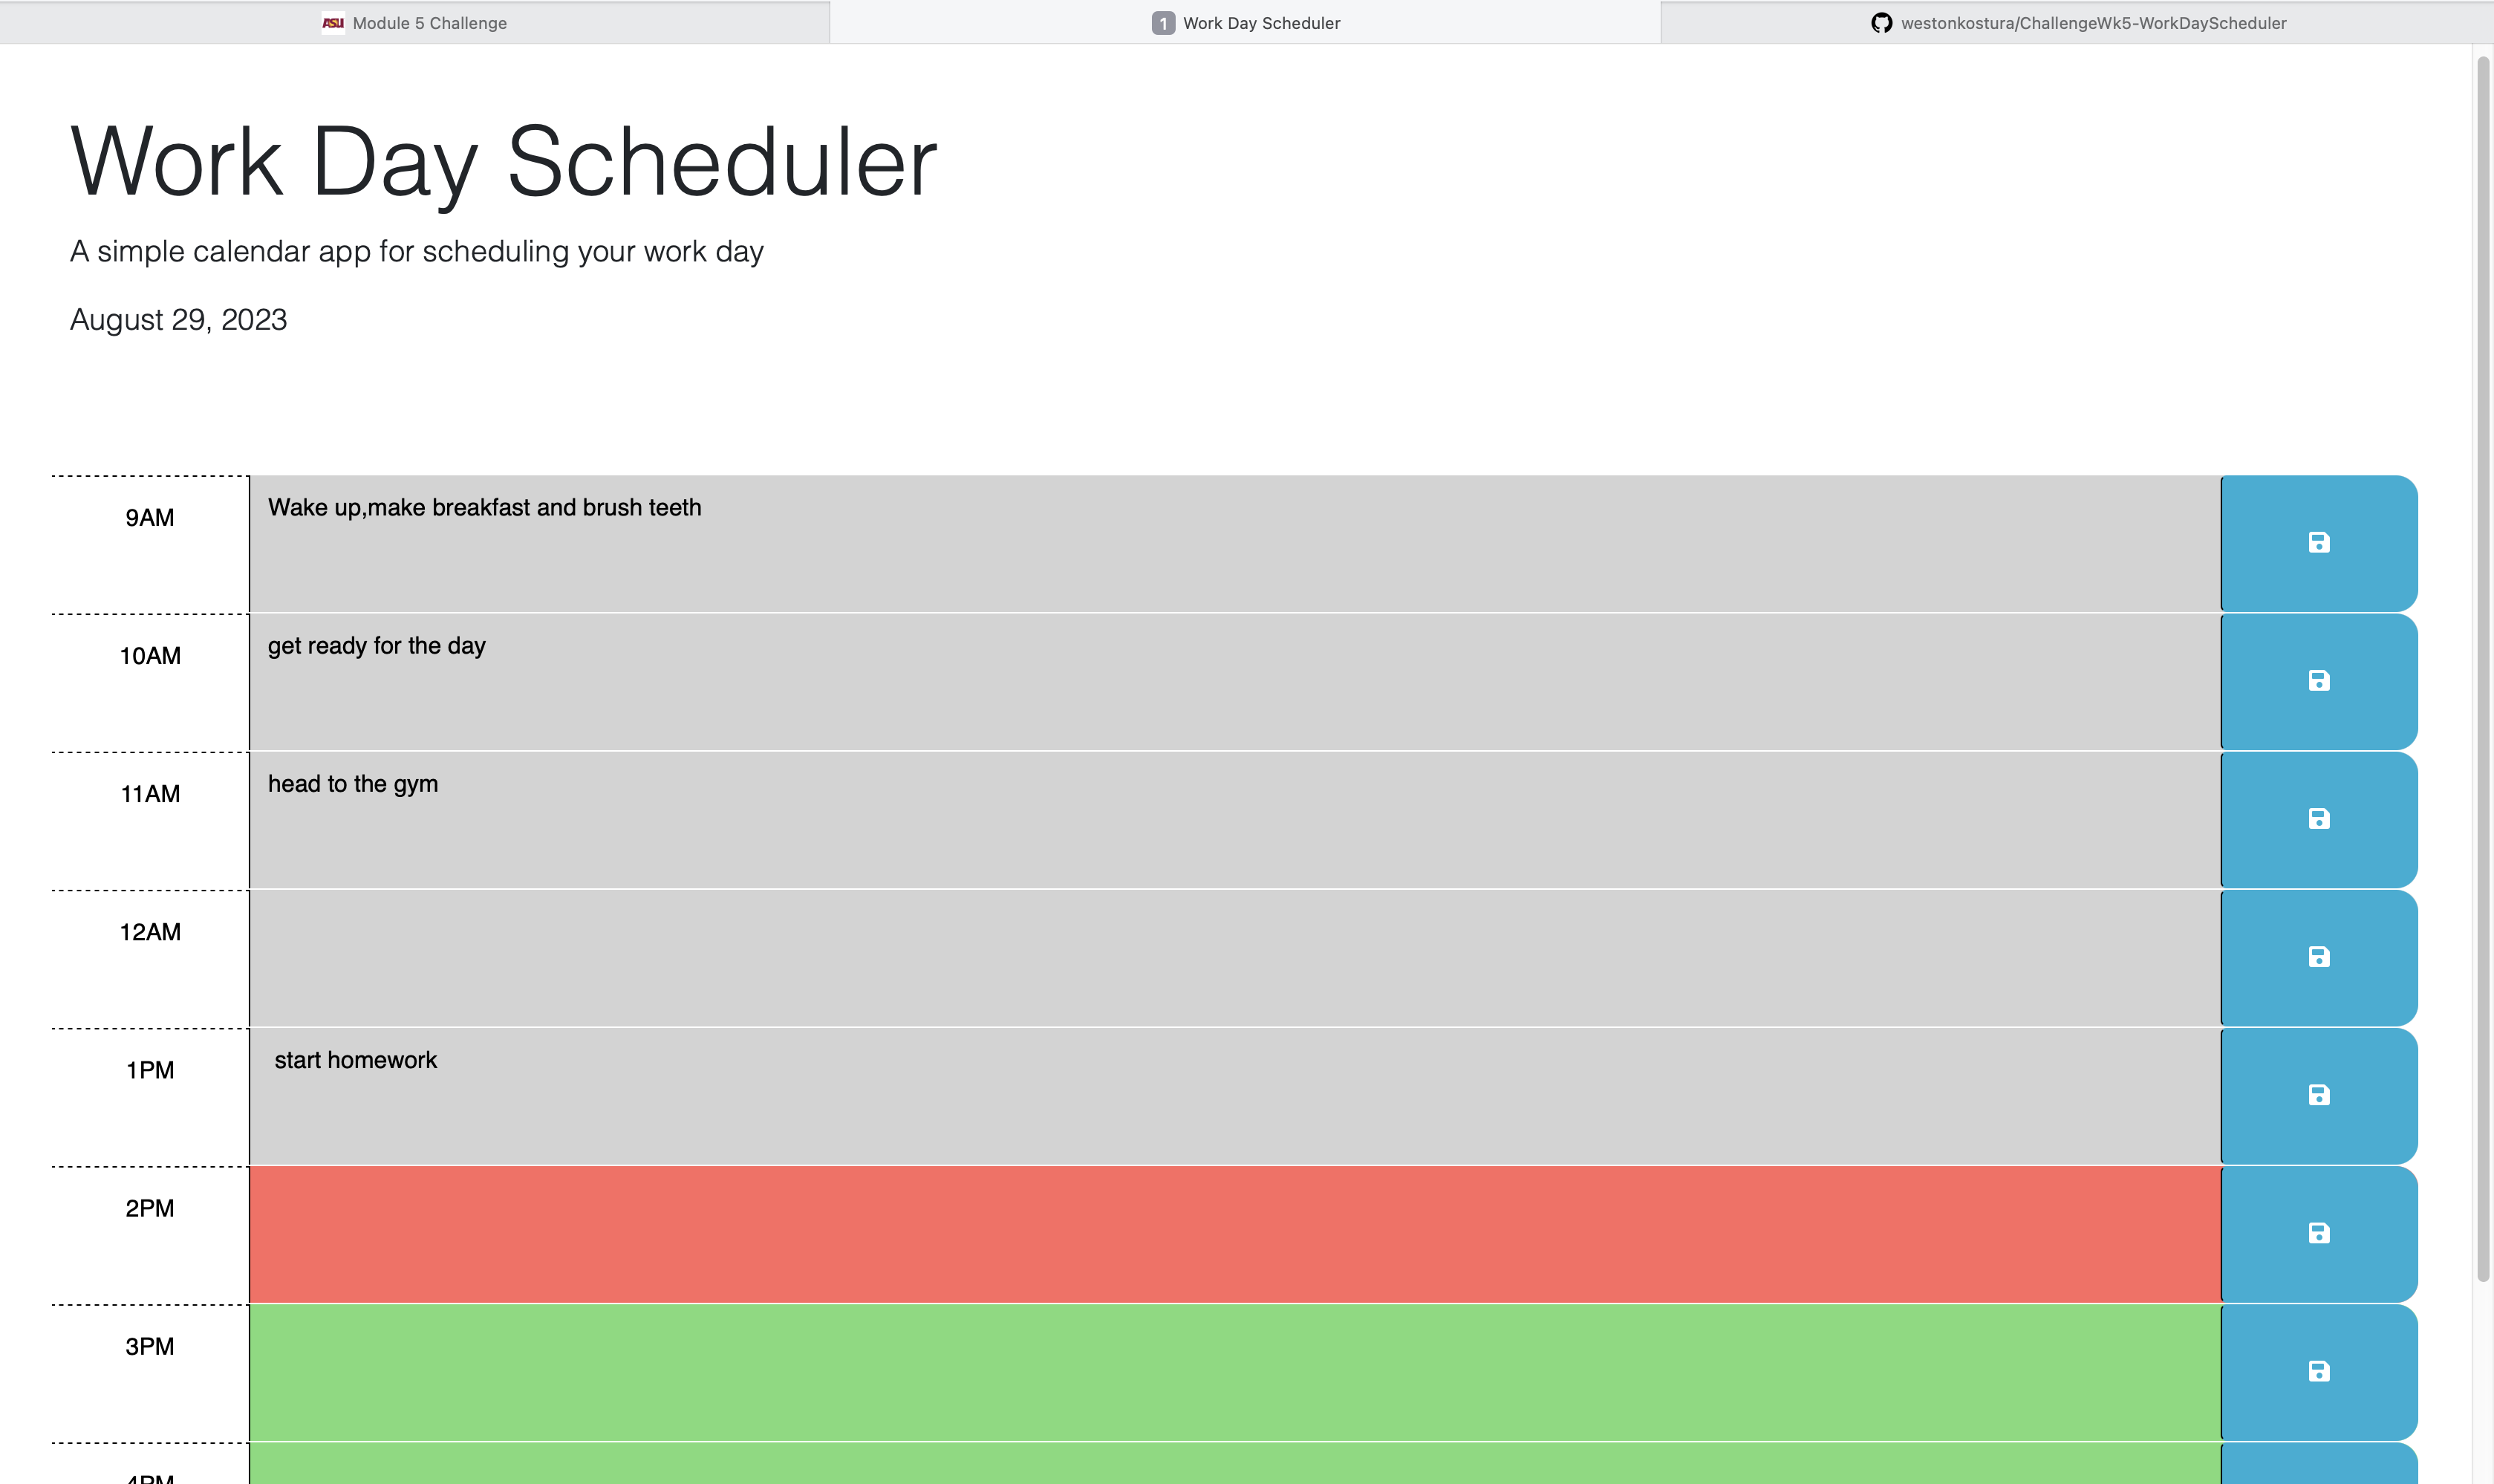 ASU Module 5 Challenge
1 Work Day Scheduler
westonkostura/ChallengeWk5-WorkDayScheduler
Work Day Scheduler
A simple calendar app for scheduling your work day
August 29, 2023
9AM
Wake up,make breakfast and brush teeth
10AM
get ready for the day
11AM
head to the gym
12AM
1PM
start homework
2PM
3PM
4PM